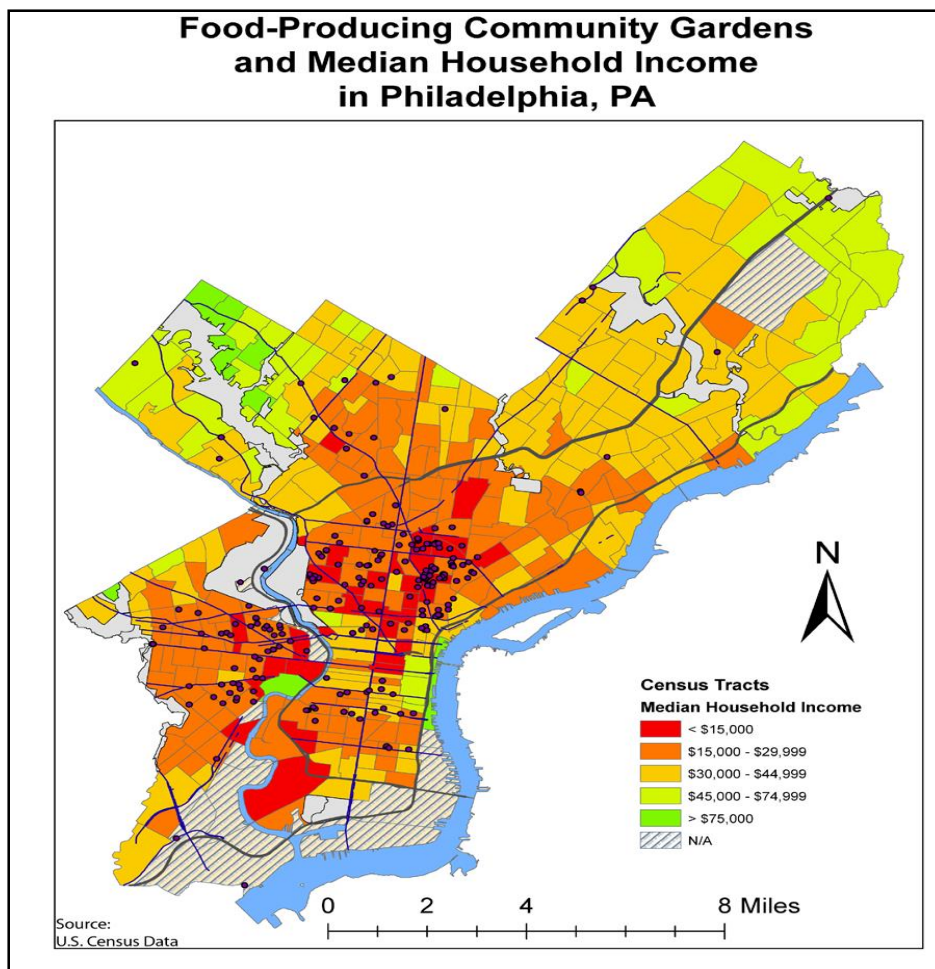 Food-Producing Community Gardens
and Median Household Income
in Philadelphia, PA
N
Census Tracts
Median Household Income
< $15,000
$15,000 - $29,999
$30,000 - $44,999
$45,000 - $74,999
> $75,000
N/A
0 2 4 8 Miles
Source:
U.S. Census Data